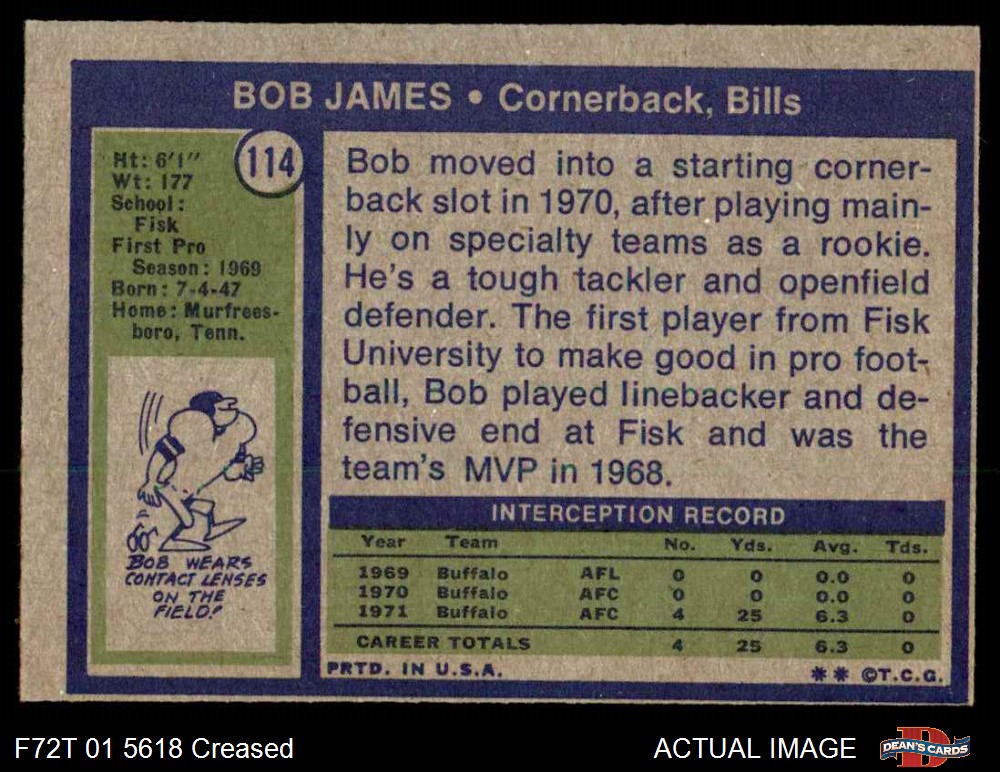 BOB JAMES • Cornerback, Bills
114
Ht: 6'1"
Wt: 177
School:
Fisk
First Pro
Season: 1969
Born: 7-4-47
Home: Murfrees-
boro, Tenn.
BOB WEARS
CONTACT LENSES
ON THE
FIELD!
Bob moved into a starting corner-
back slot in 1970, after playing main-
ly on specialty teams as a rookie.
He's a tough tackler and openfield
defender. The first player from Fisk
University to make good in pro foot-
ball, Bob played linebacker and de-
fensive end at Fisk and was the
team's MVP in 1968.
INTERCEPTION RECORD
Year Team No. Yds. Avg. Tds.
1969 Buffalo AFL 0 0 0.0 0
1970 Buffalo AFC 0 0 0.0 0
1971 Buffalo AFC 4 25 6.3 0
CAREER TOTALS 4 25 6.3 0
PRTD. IN U.S.A. ** ©T.C.G.
F72T 01 5618 Creased ACTUAL IMAGE DEAN'S CARDS